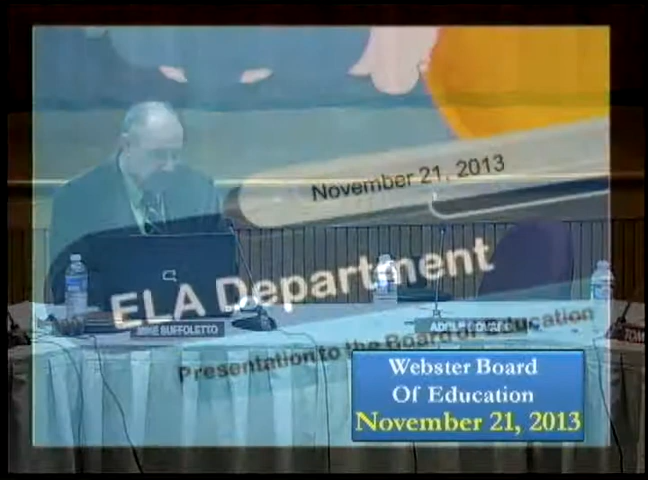 November 21, 2013
ELA Department
MIKE SUFFOLETTO
Presentation to the Board of Education
Webster Board
Of Education
November 21, 2013